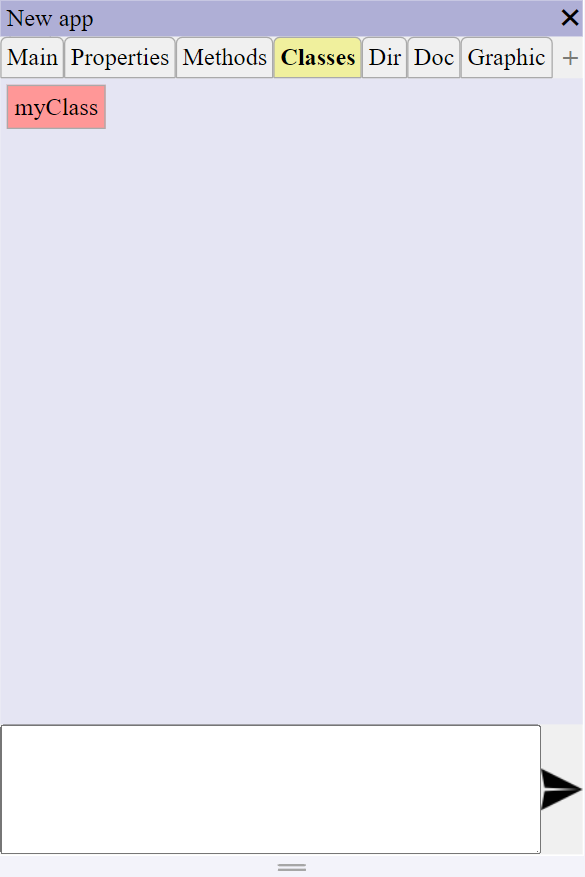 New app
Main Properties Methods Classes Dir Doc Graphic +
myClass